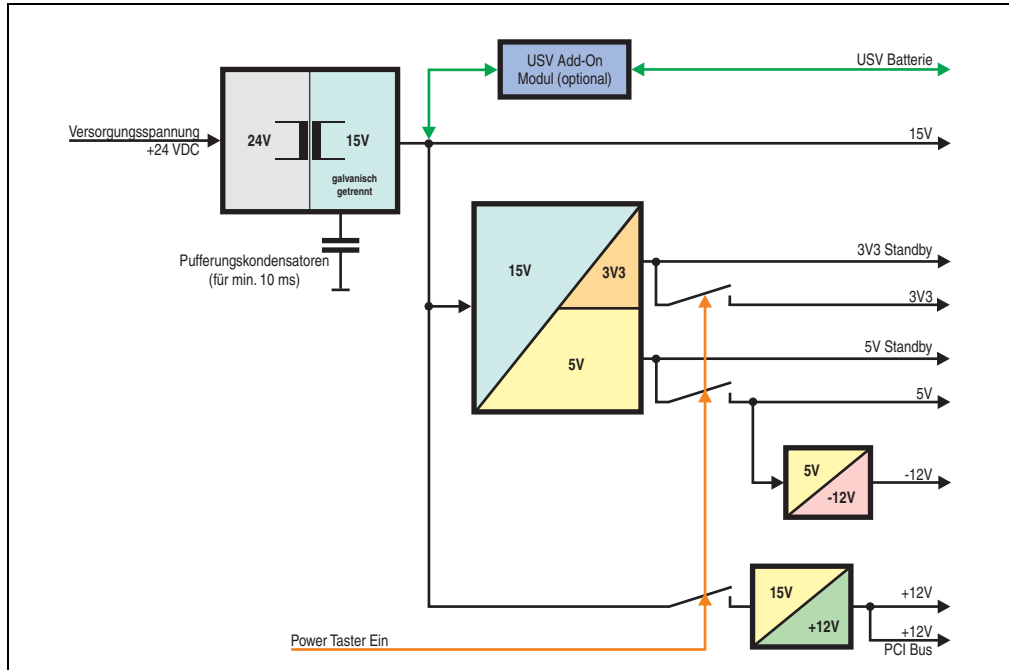 USV Add-On
Modul (optional)
USV Batterie
Versorgungsspannung
+24 VDC
24V
15V
galvanisch
getrennt
15V
Pufferungskondensatoren
(für min. 10 ms)
15V
3V3
5V
3V3 Standby
3V3
5V Standby
5V
5V
-12V
-12V
15V
+12V
+12V
+12V
PCI Bus
Power Taster Ein